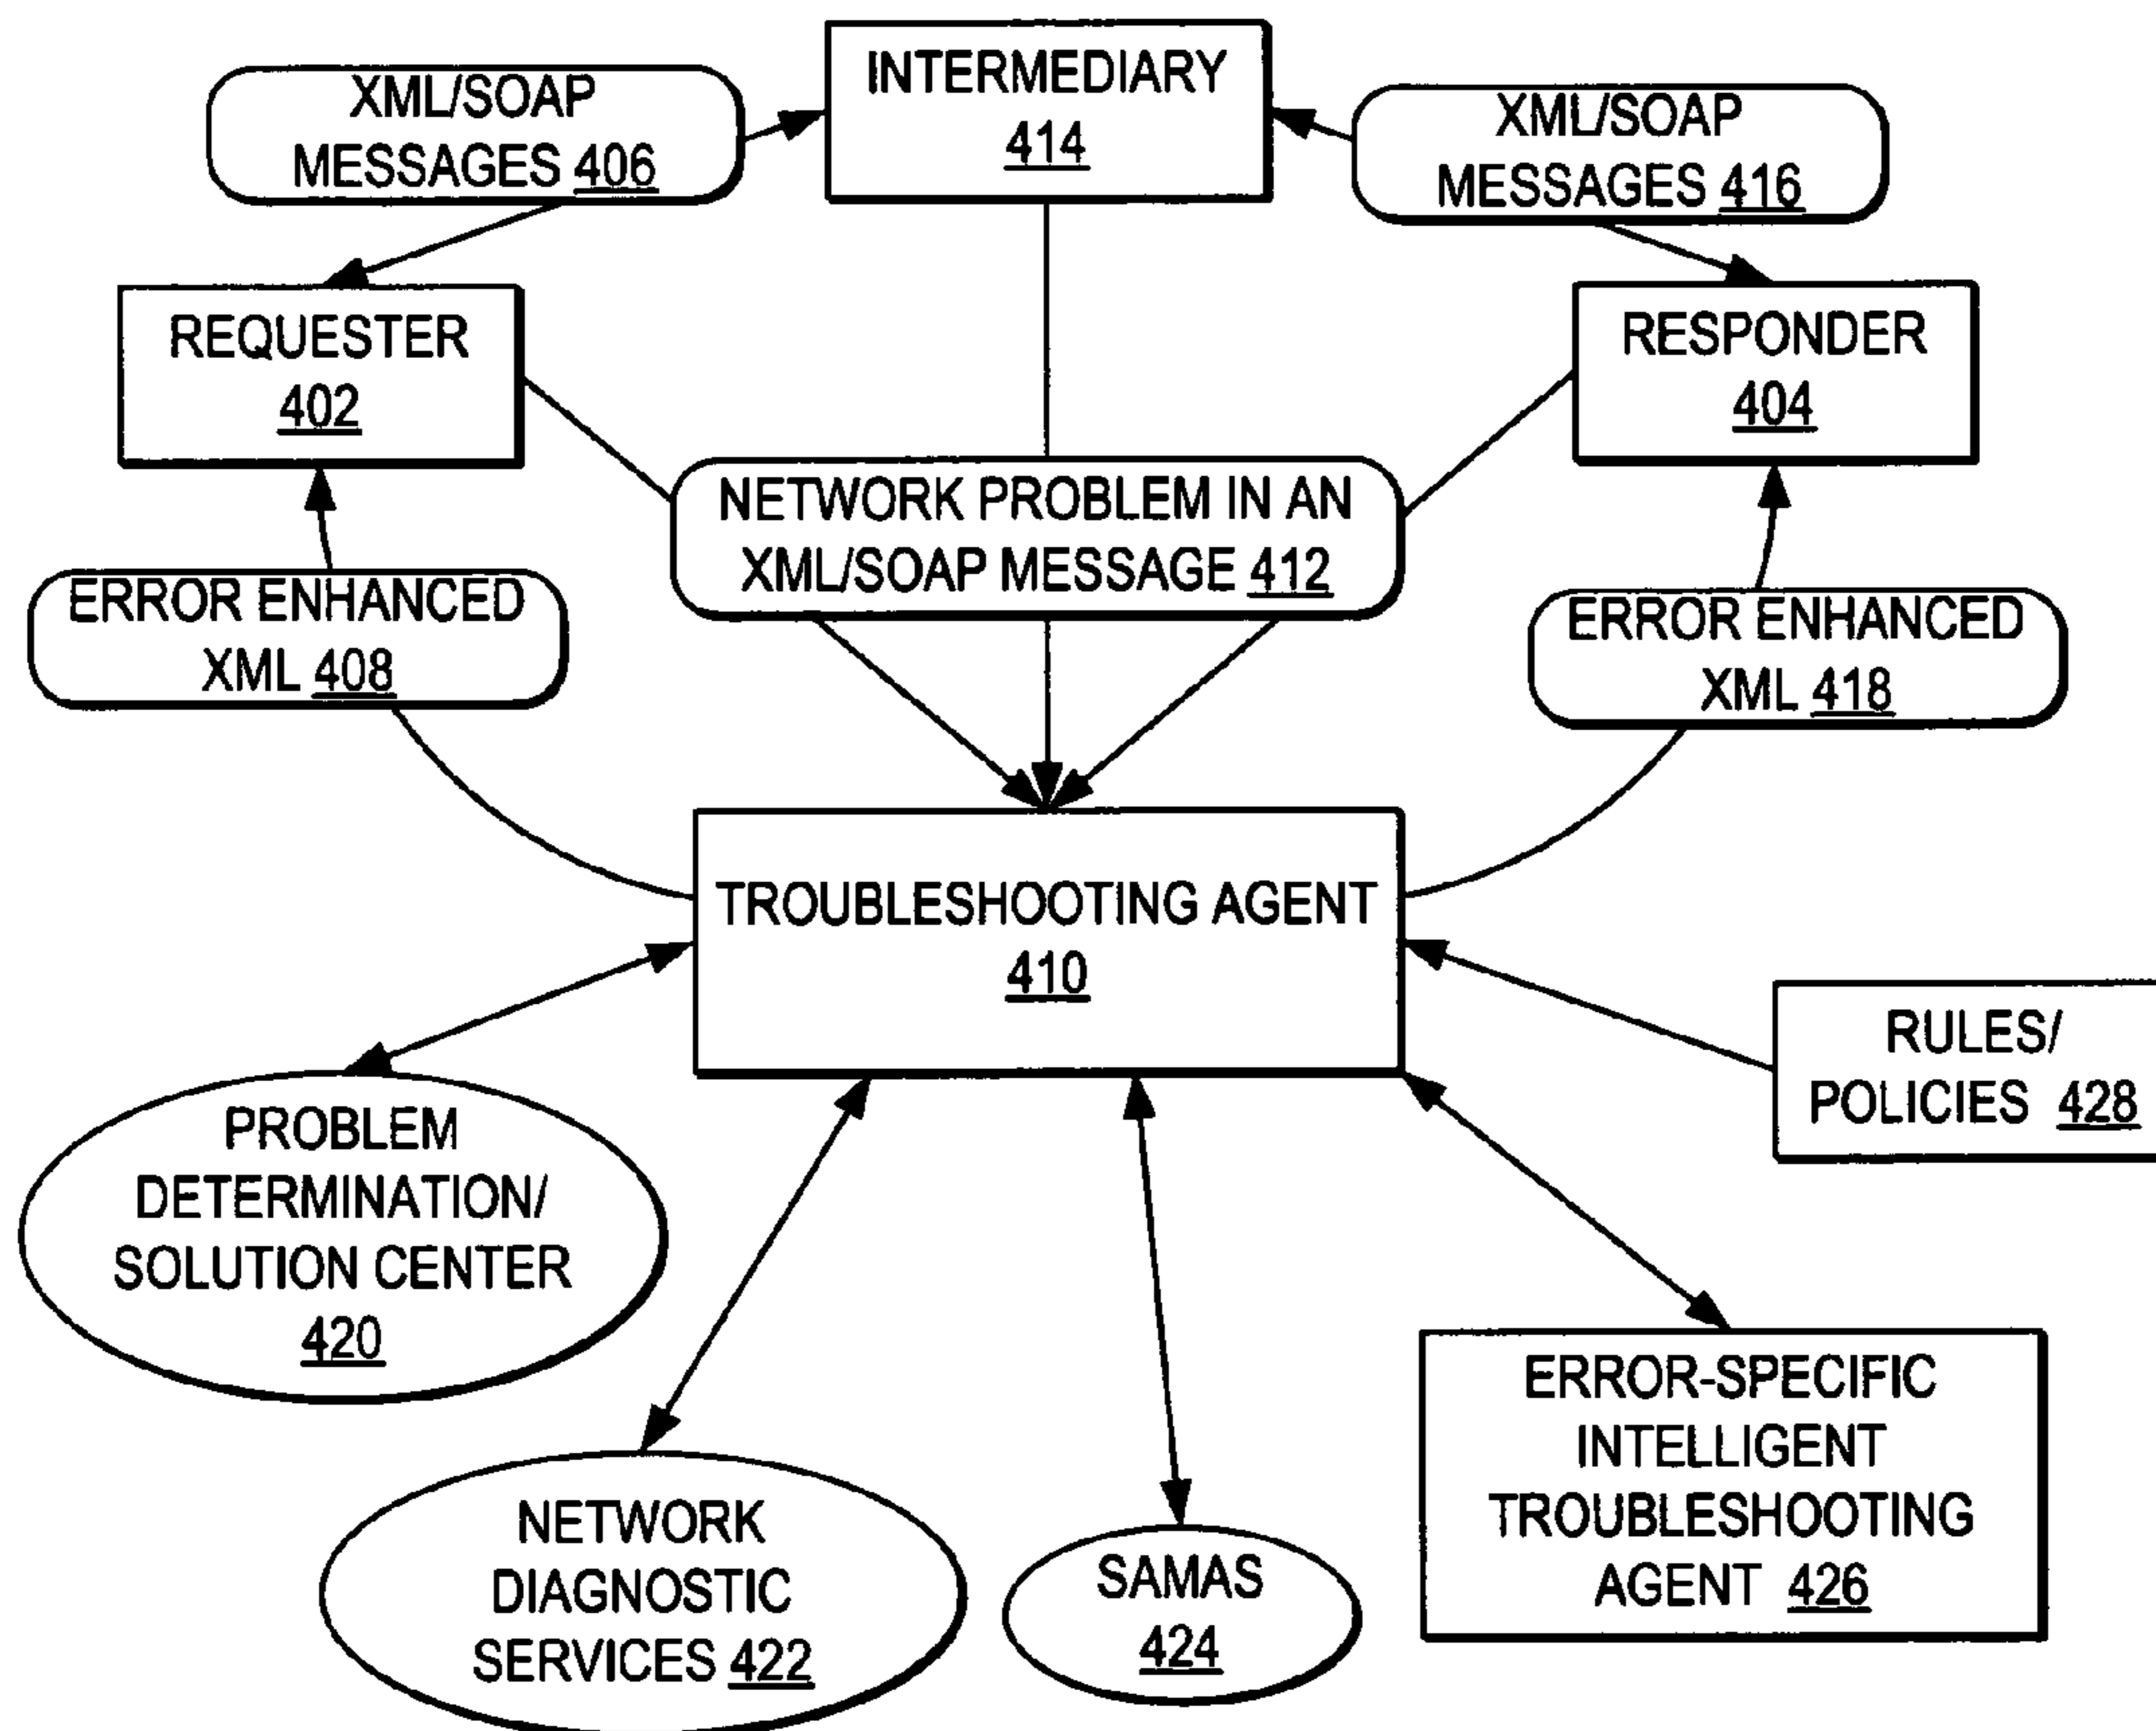 INTERMEDIARY
414
XML/SOAP
MESSAGES 406
XML/SOAP
MESSAGES 416
REQUESTER
402
RESPONDER
404
NETWORK PROBLEM IN AN
XML/SOAP MESSAGE 412
ERROR ENHANCED
XML 408
ERROR ENHANCED
XML 418
TROUBLESHOOTING AGENT
410
RULES/
POLICIES 428
PROBLEM
DETERMINATION/
SOLUTION CENTER
420
ERROR-SPECIFIC
INTELLIGENT
TROUBLESHOOTING
AGENT 426
NETWORK
DIAGNOSTIC
SERVICES 422
SAMAS
424